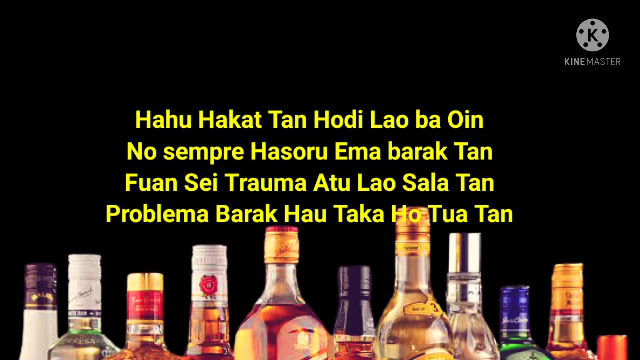 K
KINEMASTER
Hahu Hakat Tan Hodi Lao ba Oin
No sempre Hasoru Ema barak Tan
Fuan Sei Trauma Atu Lao Sala Tan
Problema Barak Hau Taka Ho Tua Tan